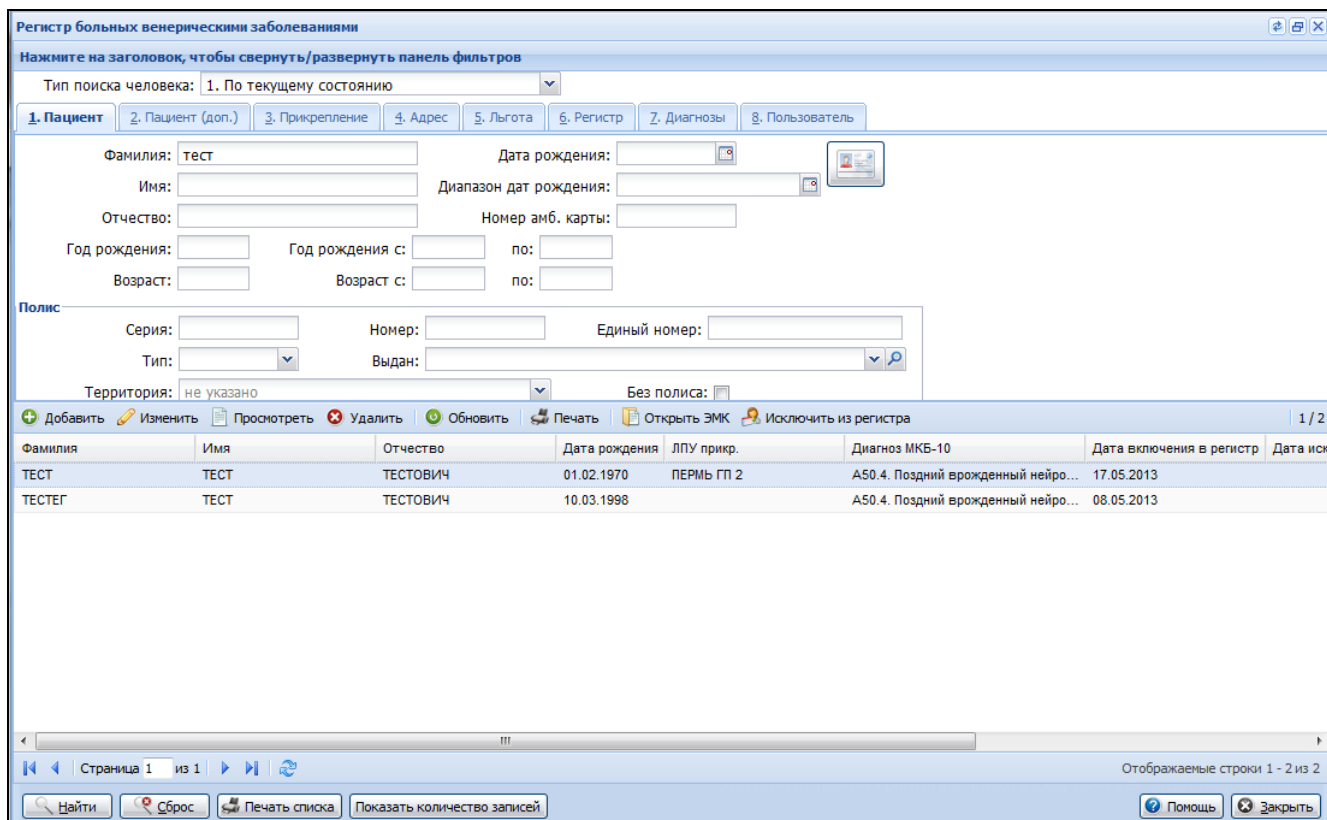 Регистр больных венерическими заболеваниями
Нажмите на заголовок, чтобы свернуть/развернуть панель фильтров
Тип поиска человека: 1. По текущему состоянию
1. Пациент 2. Пациент (доп.) 3. Прикрепление 4. Адрес 5. Льгота 6. Регистр 7. Диагнозы 8. Пользователь
Фамилия: тест Дата рождения:
Имя: Диапазон дат рождения:
Отчество: Номер амб. карты:
Год рождения: Год рождения с: по:
Возраст: Возраст с: по:
Полис
Серия: Номер: Единый номер:
Тип: Выдан:
Территория: не указано Без полиса:
Добавить Изменить Просмотреть Удалить Обновить Печать Открыть ЭМК Исключить из регистра 1 / 2
Фамилия Имя Отчество Дата рождения ЛПУ прикр. Диагноз МКБ-10 Дата включения в регистр Дата иск
ТЕСТ ТЕСТ ТЕСТОВИЧ 01.02.1970 ПЕРМЬ ГП 2 A50.4. Поздний врожденный нейро... 17.05.2013
ТЕСТЕГ ТЕСТ ТЕСТОВИЧ 10.03.1998 A50.4. Поздний врожденный нейро... 08.05.2013
Страница 1 из 1 Отображаемые строки 1 - 2 из 2
Найти Сброс Печать списка Показать количество записей Помощь Закрыть